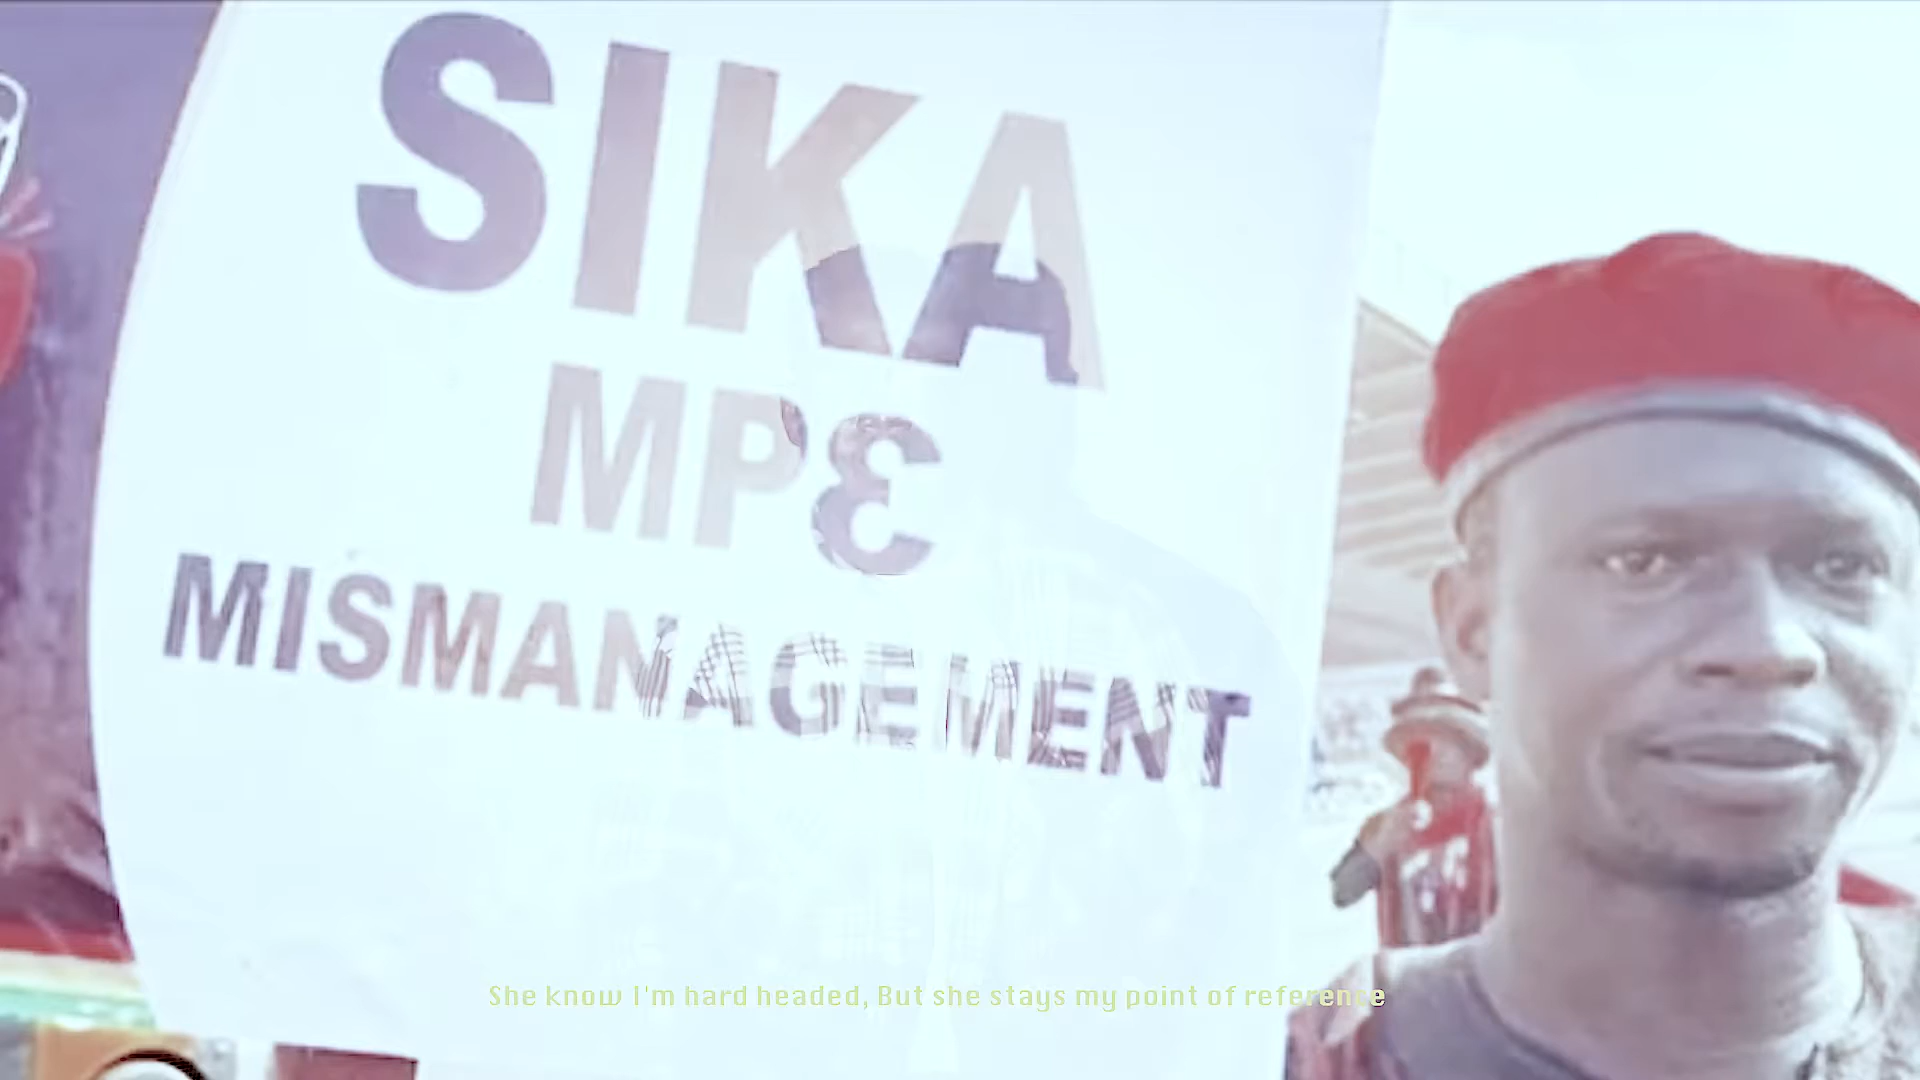 SIKA
MPƐ
MISMANAGEMENT
She know I'm hard headed, But she stays my point of reference